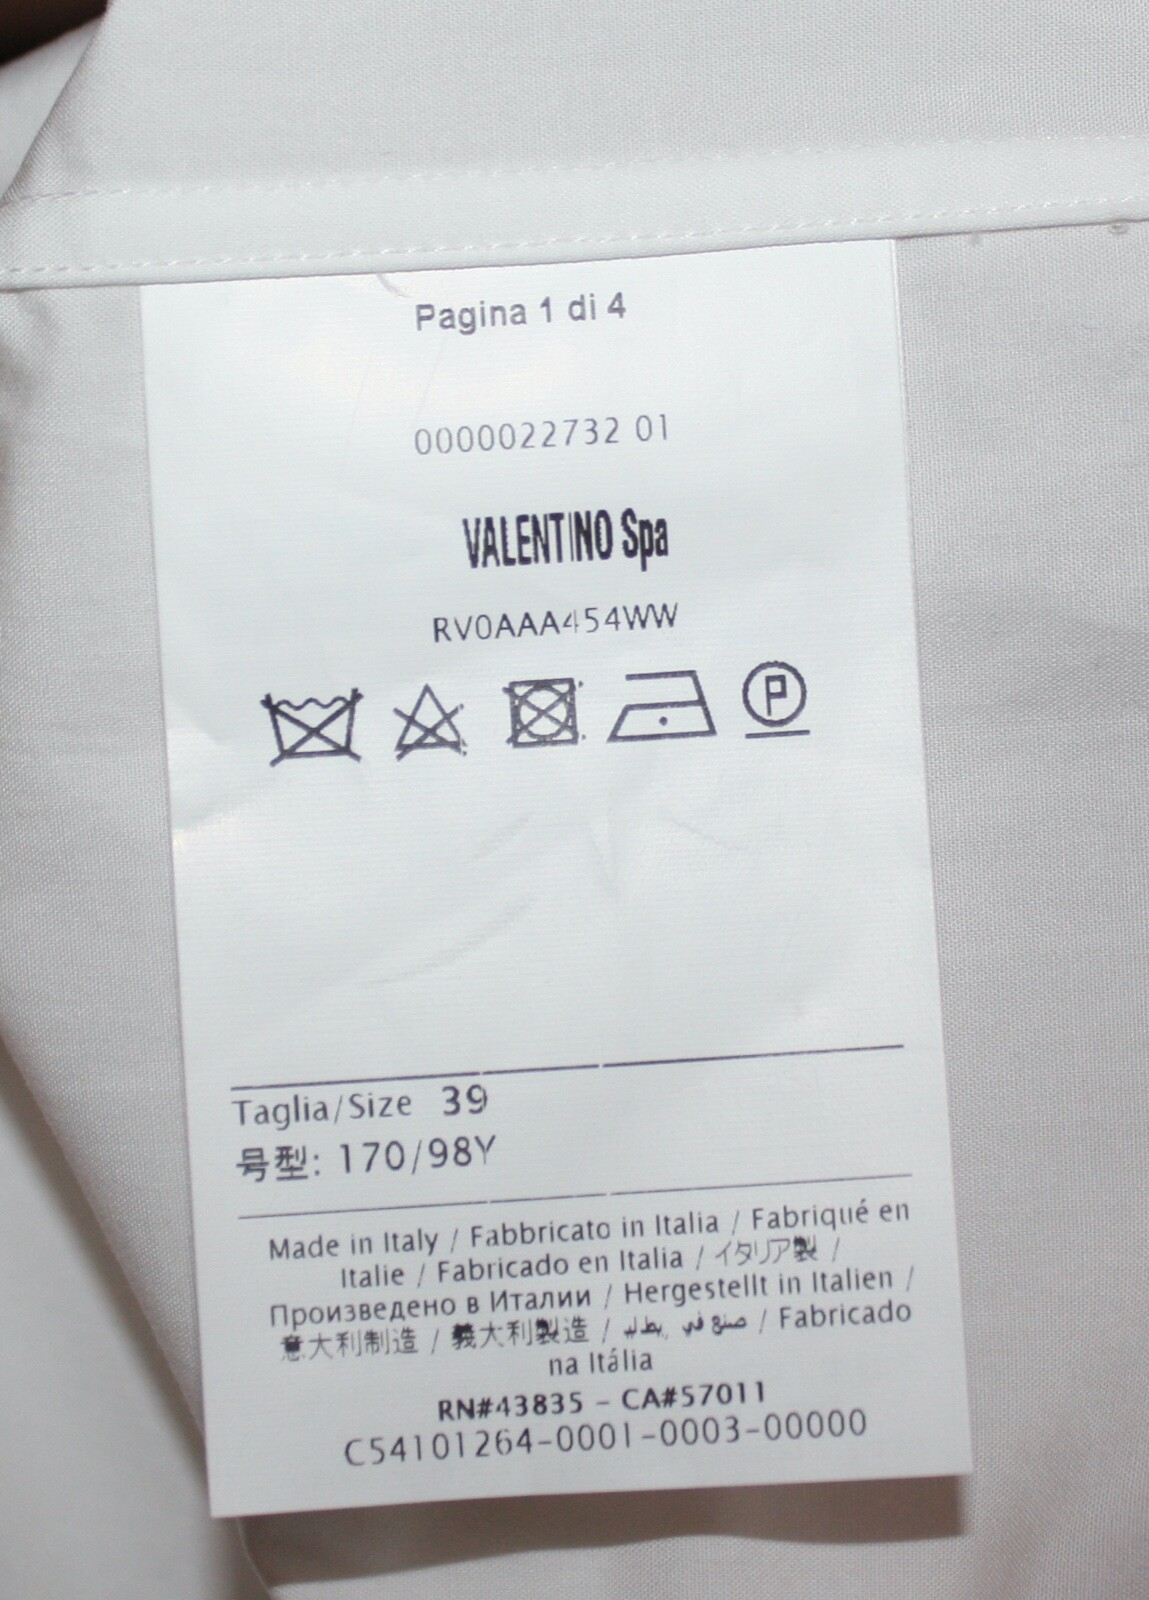 Pagina 1 di 4
0000022732 01
VALENTINO Spa
RV0AAA454WW
P
Taglia/Size 39
号型: 170/98Y
Made in Italy / Fabbricato in Italia / Fabriqué en
Italie / Fabricado en Italia / イタリア製 /
Произведено в Италии / Hergestellt in Italien /
意大利制造 / 義大利製造 / صنع في / Fabricado
na Itália
RN#43835 - CA#57011
C54101264-0001-0003-00000